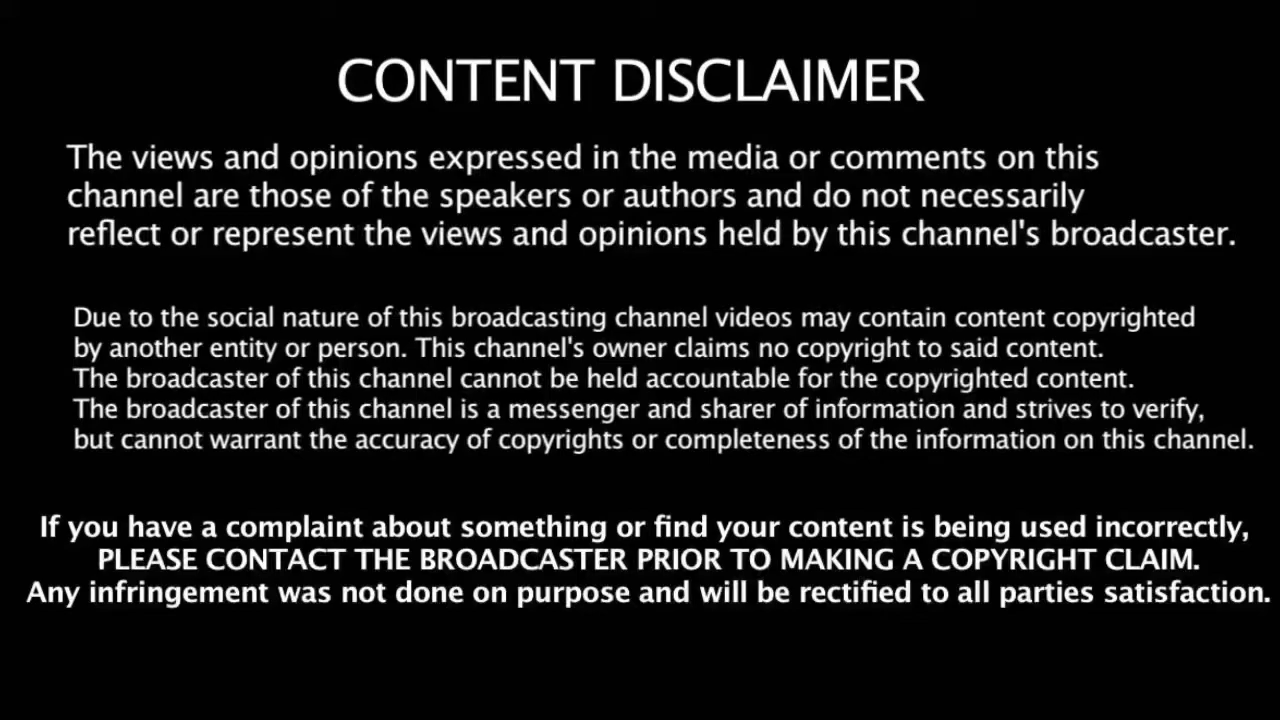 CONTENT DISCLAIMER
The views and opinions expressed in the media or comments on this
channel are those of the speakers or authors and do not necessarily
reflect or represent the views and opinions held by this channel's broadcaster.
Due to the social nature of this broadcasting channel videos may contain content copyrighted
by another entity or person. This channel's owner claims no copyright to said content.
The broadcaster of this channel cannot be held accountable for the copyrighted content.
The broadcaster of this channel is a messenger and sharer of information and strives to verify,
but cannot warrant the accuracy of copyrights or completeness of the information on this channel.
If you have a complaint about something or find your content is being used incorrectly,
PLEASE CONTACT THE BROADCASTER PRIOR TO MAKING A COPYRIGHT CLAIM.
Any infringement was not done on purpose and will be rectified to all parties satisfaction.